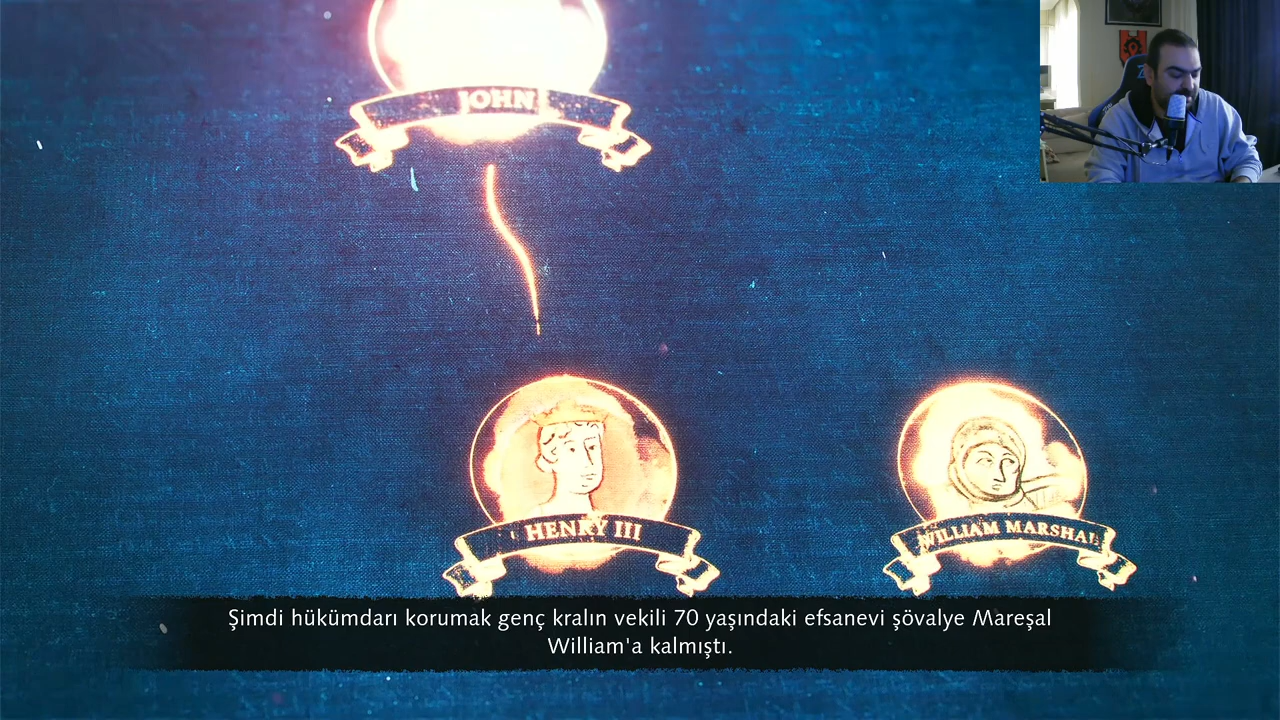 JOHN
HENRY III
WILLIAM MARSHAL
Şimdi hükümdarı korumak genç kralın vekili 70 yaşındaki efsanevi şövalye Mareşal
William'a kalmıştı.